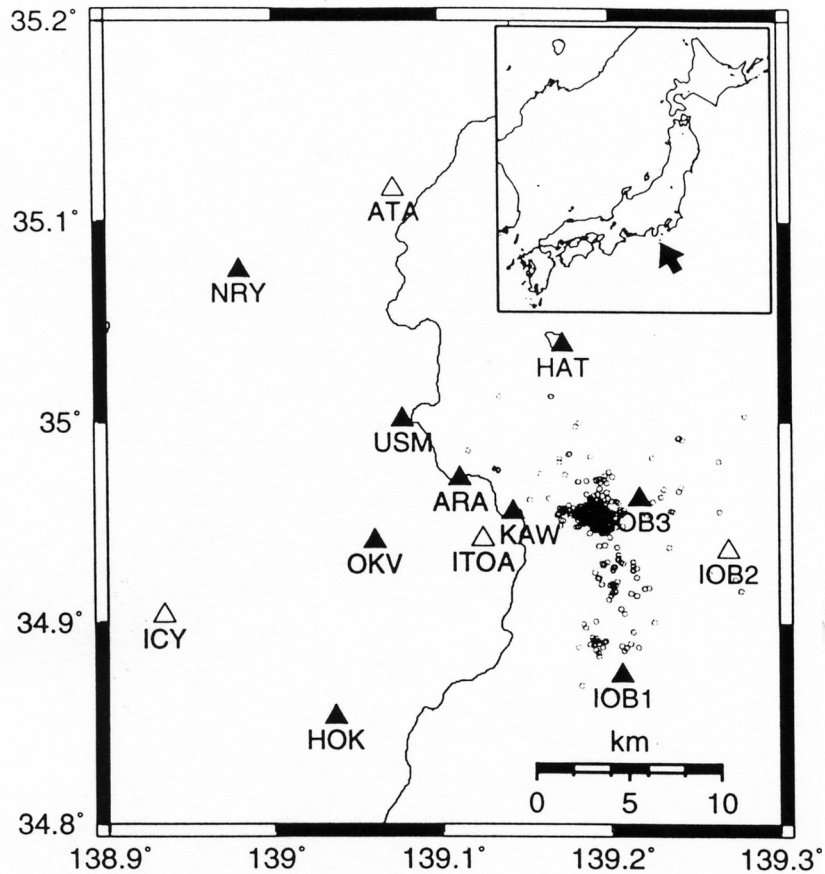 35.2°
ATA
35.1°
NRY
HAT
35°
USM
ARA
KAW
OB3
OKV
ITOA
IOB2
34.9°
ICY
IOB1
HOK
km
0 5 10
34.8°
138.9° 139° 139.1° 139.2° 139.3°